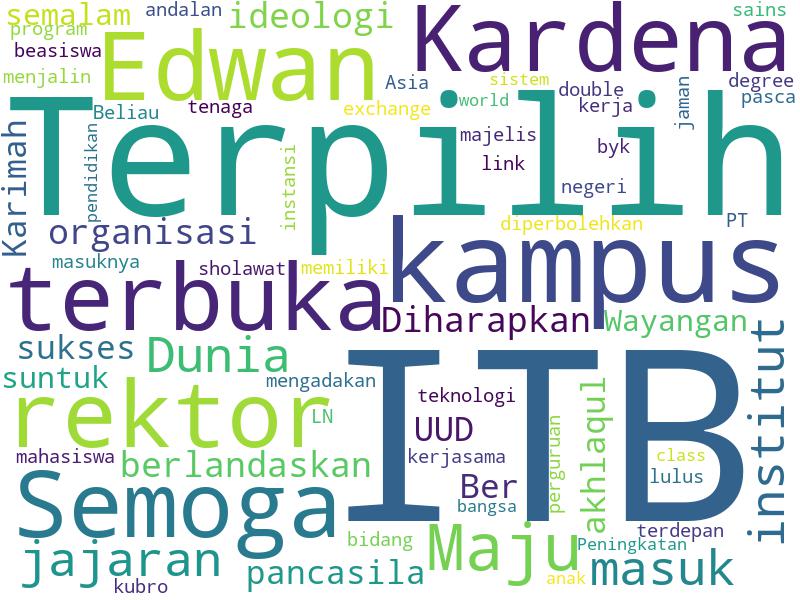 semalam
andalan
ideologi
Kardena
sains
program
Edwan
beasiswa
menjalin
Asia
sistem
double
degree
Terpilih
Beliau
tenaga
exchange
world
kerja
jaman
pasca
majelis
byk
link
Karimah
pendidikan
instansi
negeri
organisasi
diperbolehkan
PT
kampus
masuknya
sholawat
memiliki
terbuka
Diharapkan
Wayangan
sukses
Dunia
institut
suntuk
mengadakan
ITB
rektor
LN
teknologi
akhlaqul
UUD
perguruan
mahasiswa
berlandaskan
kerjasama
class
Semoga
Ber
lulus
bangsa
jajaran
bidang
Maju
terdepan
Peningkatan
kubro
pancasila
anak
masuk